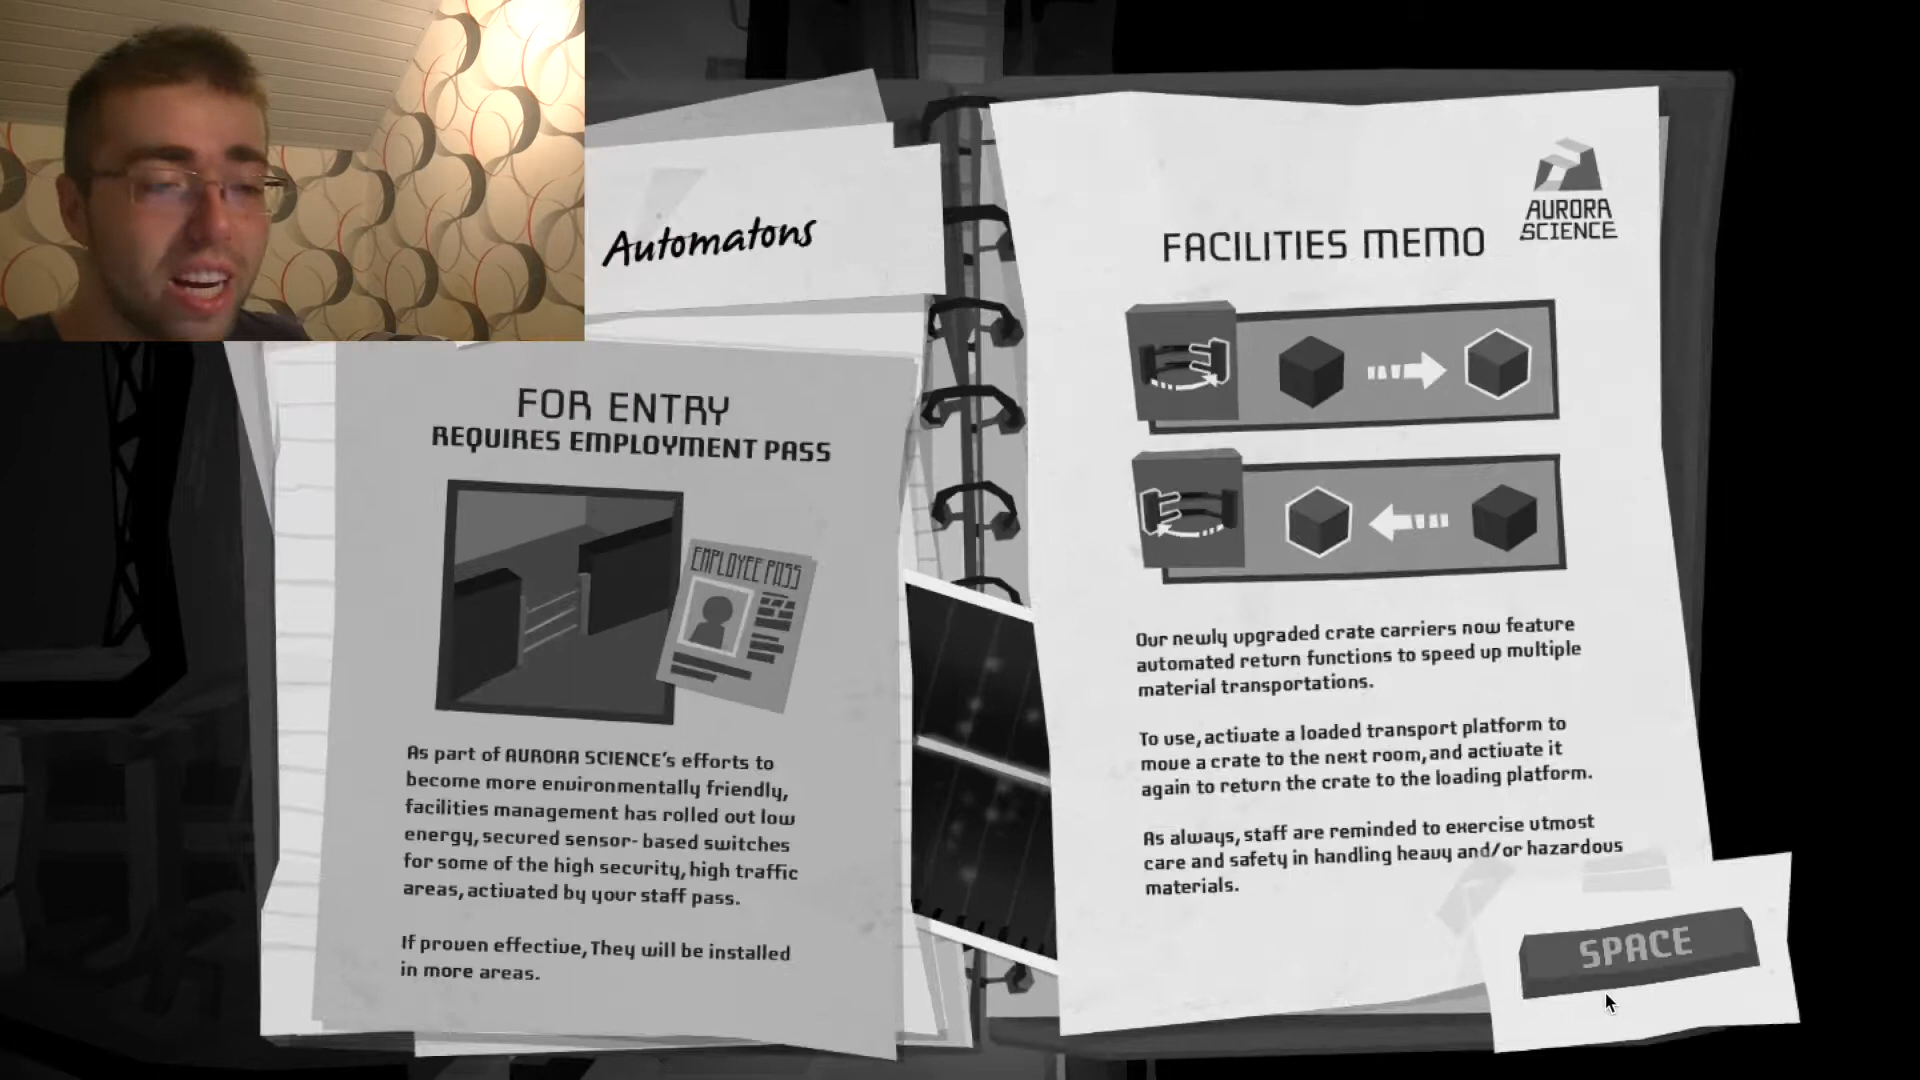 Automatons
FOR ENTRY
REQUIRES EMPLOYMENT PASS
EMPLOYEE PASS
As part of AURORA SCIENCE's efforts to
become more environmentally friendly,
facilities management has rolled out low
energy, secured sensor- based switches
for some of the high security, high traffic
areas, activated by your staff pass.
If proven effective, They will be installed
in more areas.
AURORA
SCIENCE
FACILITIES MEMO
Our newly upgraded crate carriers now feature
automated return functions to speed up multiple
material transportations.
To use, activate a loaded transport platform to
move a crate to the next room, and activate it
again to return the crate to the loading platform.
As always, staff are reminded to exercise utmost
care and safety in handling heavy and/or hazardous
materials.
SPACE